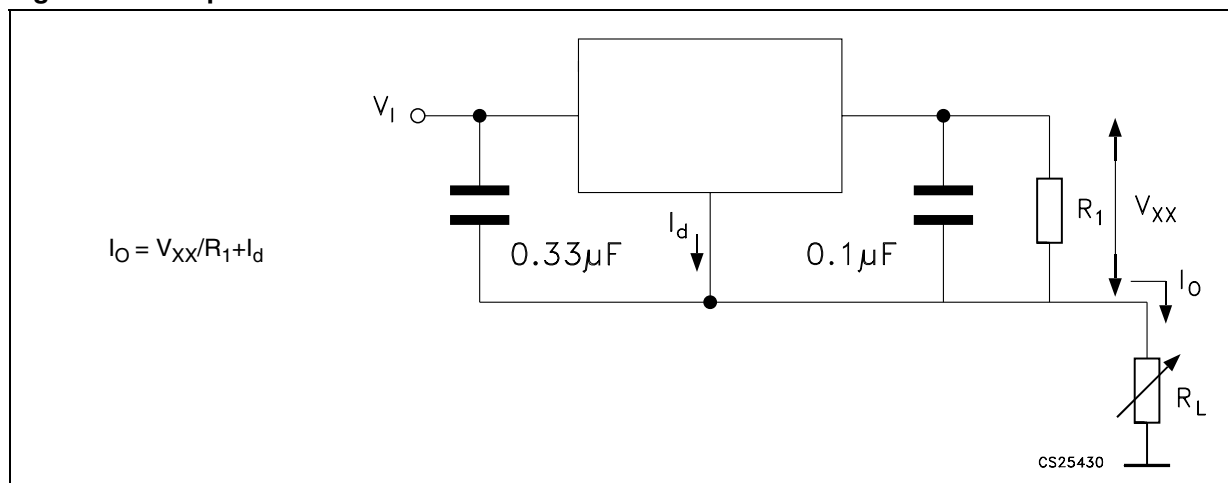 V_I
I_d
R_1
V_XX
0.33μF
0.1μF
I_O = V_XX/R_1+I_d
I_O
R_L
CS25430